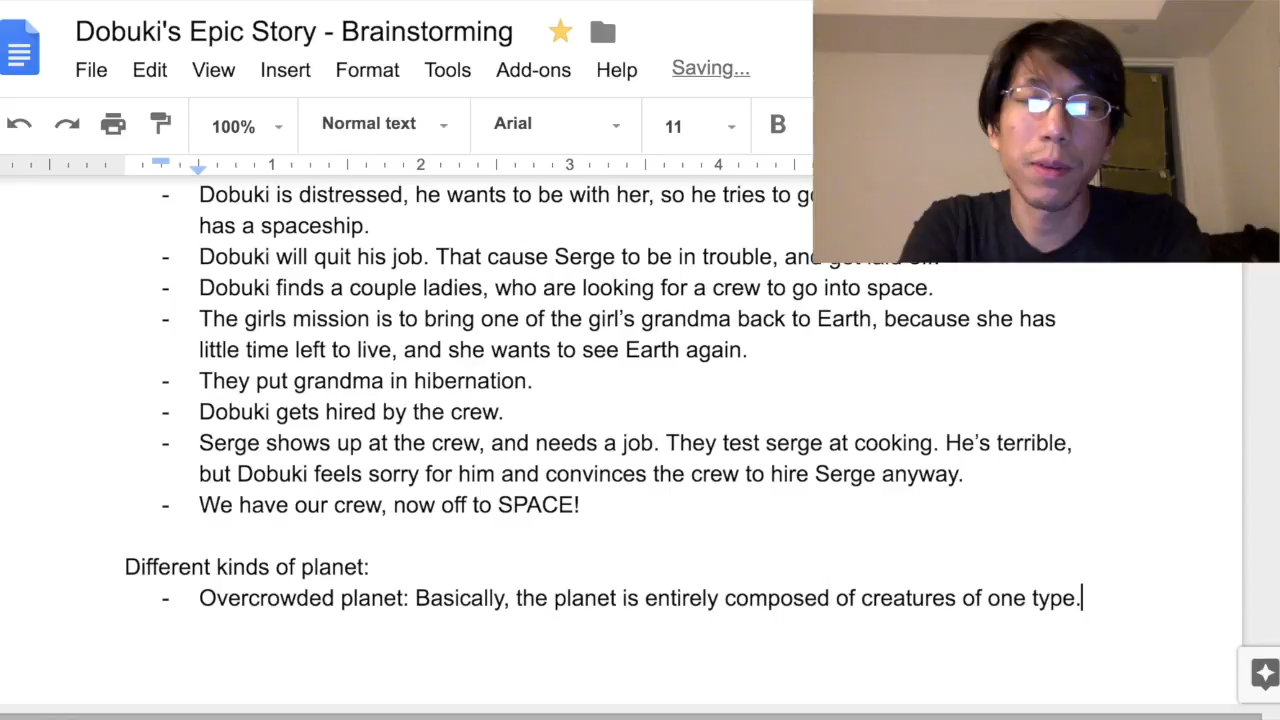 Dobuki's Epic Story - Brainstorming
File Edit View Insert Format Tools Add-ons Help Saving...
100% Normal text Arial 11 B
1 2 3 4
- Dobuki is distressed, he wants to be with her, so he tries to
has a spaceship.
- Dobuki will quit his job. That cause Serge to be in trouble, and
- Dobuki finds a couple ladies, who are looking for a crew to go into space.
- The girls mission is to bring one of the girl's grandma back to Earth, because she has
little time left to live, and she wants to see Earth again.
- They put grandma in hibernation.
- Dobuki gets hired by the crew.
- Serge shows up at the crew, and needs a job. They test serge at cooking. He's terrible,
but Dobuki feels sorry for him and convinces the crew to hire Serge anyway.
- We have our crew, now off to SPACE!
Different kinds of planet:
- Overcrowded planet: Basically, the planet is entirely composed of creatures of one type.